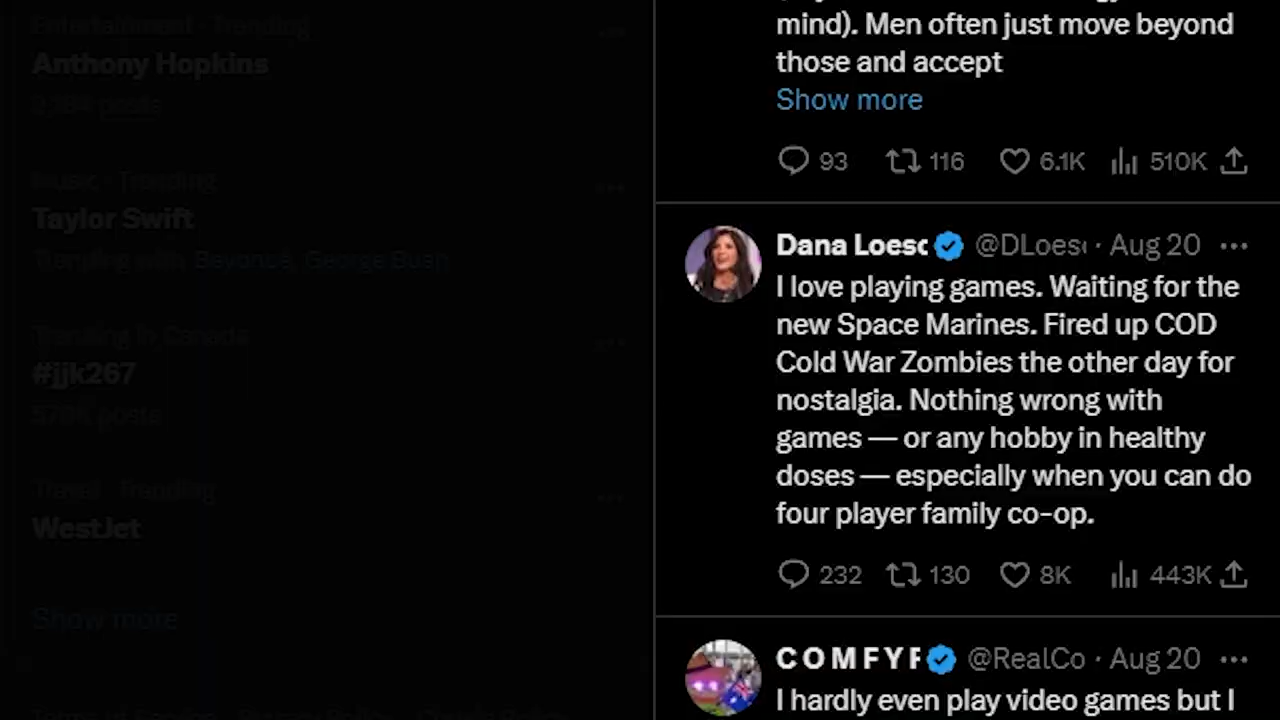 Entertainment · Trending
Anthony Hopkins
posts
Music · Trending
Taylor Swift
Trending with Beyoncé, George Bush
Trending in Canada
#jjk267
posts
Travel · Trending
WestJet
Show more
mind). Men often just move beyond
those and accept
Show more
93 116 6.1K 510K
Dana Loesc @DLoes · Aug 20
I love playing games. Waiting for the
new Space Marines. Fired up COD
Cold War Zombies the other day for
nostalgia. Nothing wrong with
games — or any hobby in healthy
doses — especially when you can do
four player family co-op.
232 130 8K 443K
COMFYF @RealCo · Aug 20
I hardly even play video games but I